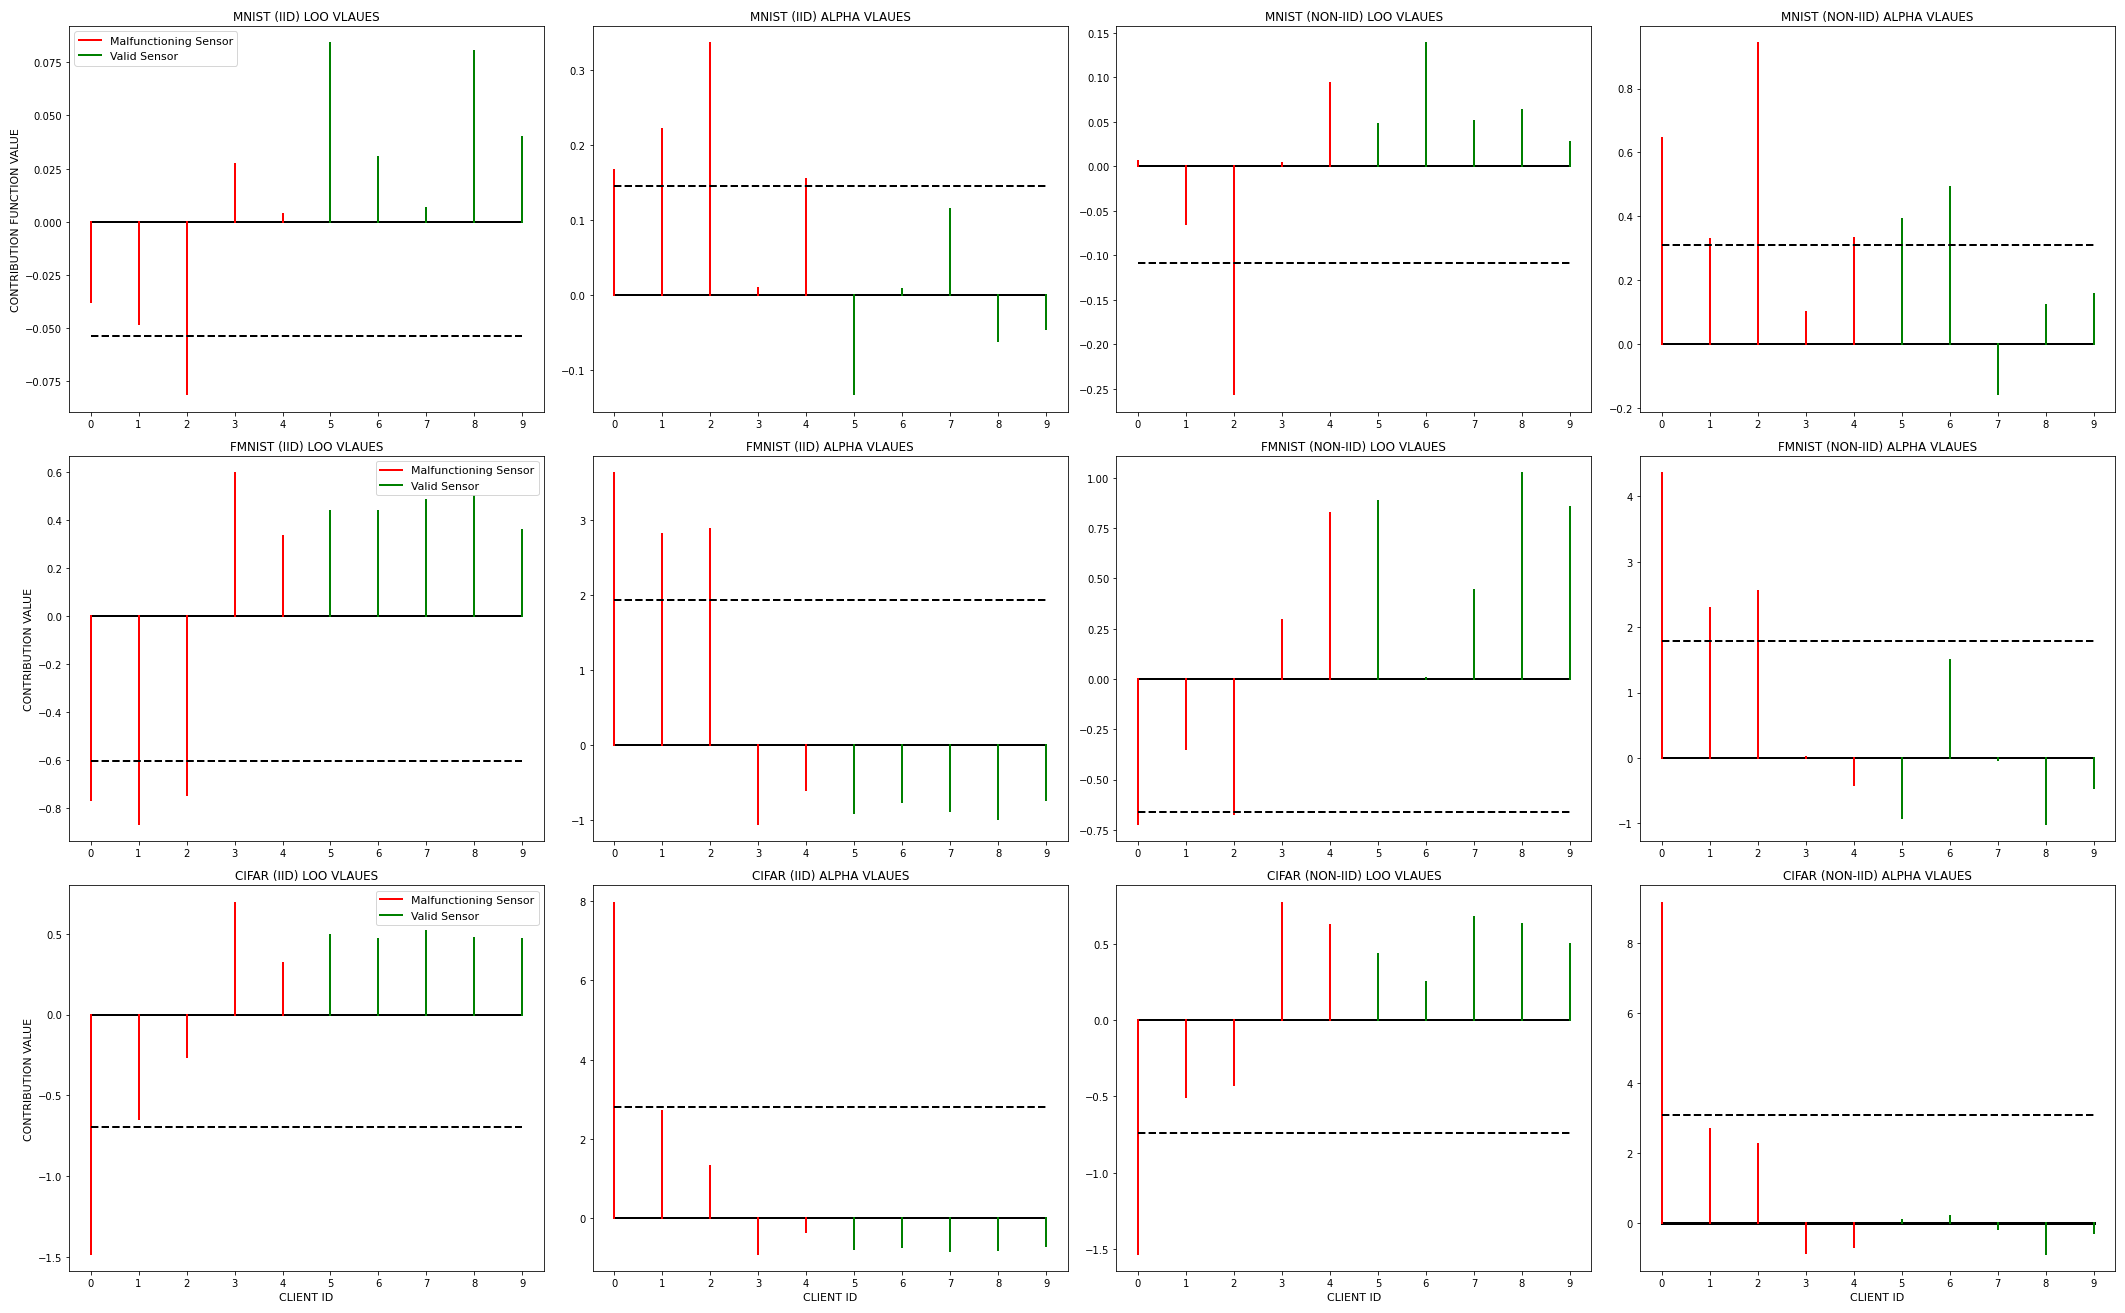 MNIST (IID) LOO VLAUES
CONTRIBUTION FUNCTION VALUE
Malfunctioning Sensor
Valid Sensor
0.075
0.050
0.025
0.000
−0.025
−0.050
−0.075
0 1 2 3 4 5 6 7 8 9
MNIST (IID) ALPHA VLAUES
0.3
0.2
0.1
0.0
−0.1
0 1 2 3 4 5 6 7 8 9
MNIST (NON-IID) LOO VLAUES
0.15
0.10
0.05
0.00
−0.05
−0.10
−0.15
−0.20
−0.25
0 1 2 3 4 5 6 7 8 9
MNIST (NON-IID) ALPHA VLAUES
0.8
0.6
0.4
0.2
0.0
−0.2
0 1 2 3 4 5 6 7 8 9
FMNIST (IID) LOO VLAUES
CONTRIBUTION VALUE
Malfunctioning Sensor
Valid Sensor
0.6
0.4
0.2
0.0
−0.2
−0.4
−0.6
−0.8
0 1 2 3 4 5 6 7 8 9
FMNIST (IID) ALPHA VLAUES
3
2
1
0
−1
0 1 2 3 4 5 6 7 8 9
FMNIST (NON-IID) LOO VLAUES
1.00
0.75
0.50
0.25
0.00
−0.25
−0.50
−0.75
0 1 2 3 4 5 6 7 8 9
FMNIST (NON-IID) ALPHA VLAUES
4
3
2
1
0
−1
0 1 2 3 4 5 6 7 8 9
CIFAR (IID) LOO VLAUES
CONTRIBUTION VALUE
Malfunctioning Sensor
Valid Sensor
0.5
0.0
−0.5
−1.0
−1.5
0 1 2 3 4 5 6 7 8 9
CLIENT ID
CIFAR (IID) ALPHA VLAUES
8
6
4
2
0
0 1 2 3 4 5 6 7 8 9
CLIENT ID
CIFAR (NON-IID) LOO VLAUES
0.5
0.0
−0.5
−1.0
−1.5
0 1 2 3 4 5 6 7 8 9
CLIENT ID
CIFAR (NON-IID) ALPHA VLAUES
8
6
4
2
0
0 1 2 3 4 5 6 7 8 9
CLIENT ID